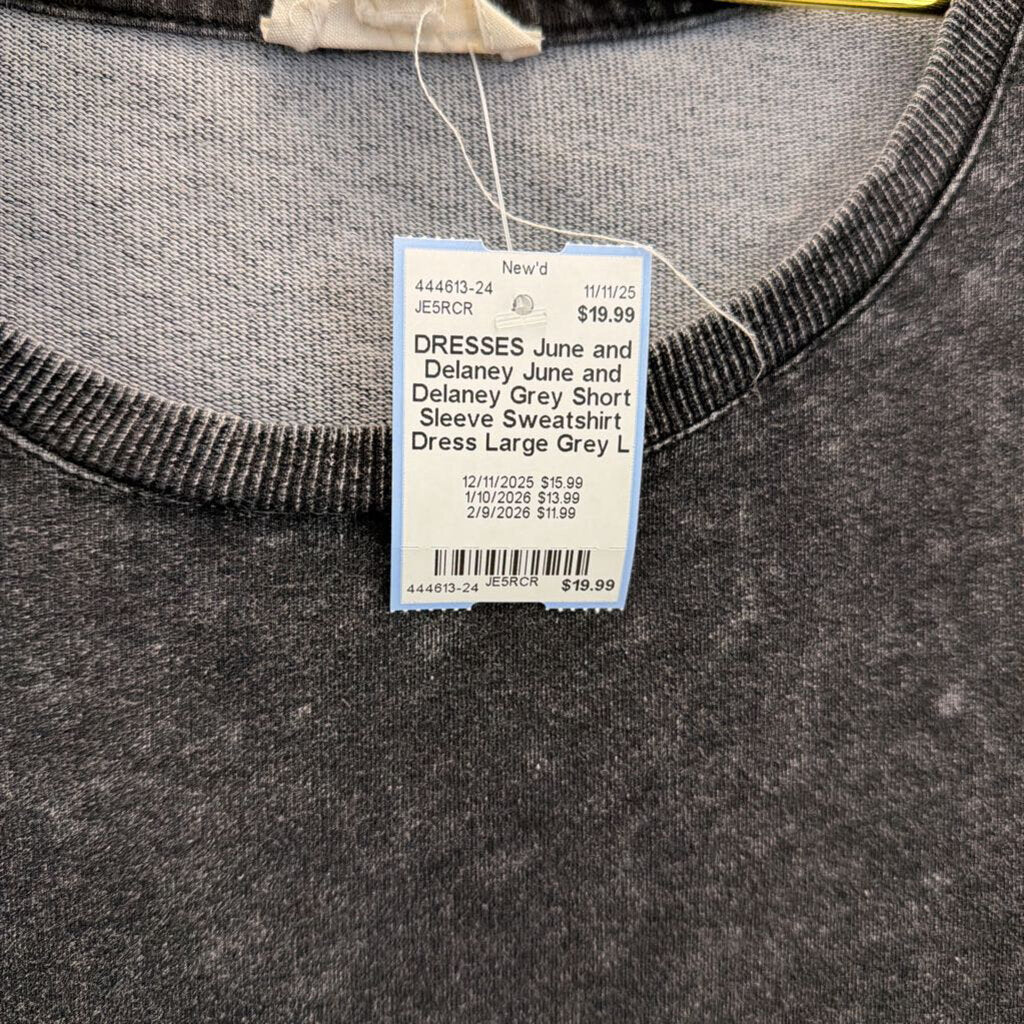 New'd
444613-24 11/11/25
JE5RCR $19.99
DRESSES June and
Delaney June and
Delaney Grey Short
Sleeve Sweatshirt
Dress Large Grey L
12/11/2025 $15.99
1/10/2026 $13.99
2/9/2026 $11.99
444613-24 JE5RCR $19.99